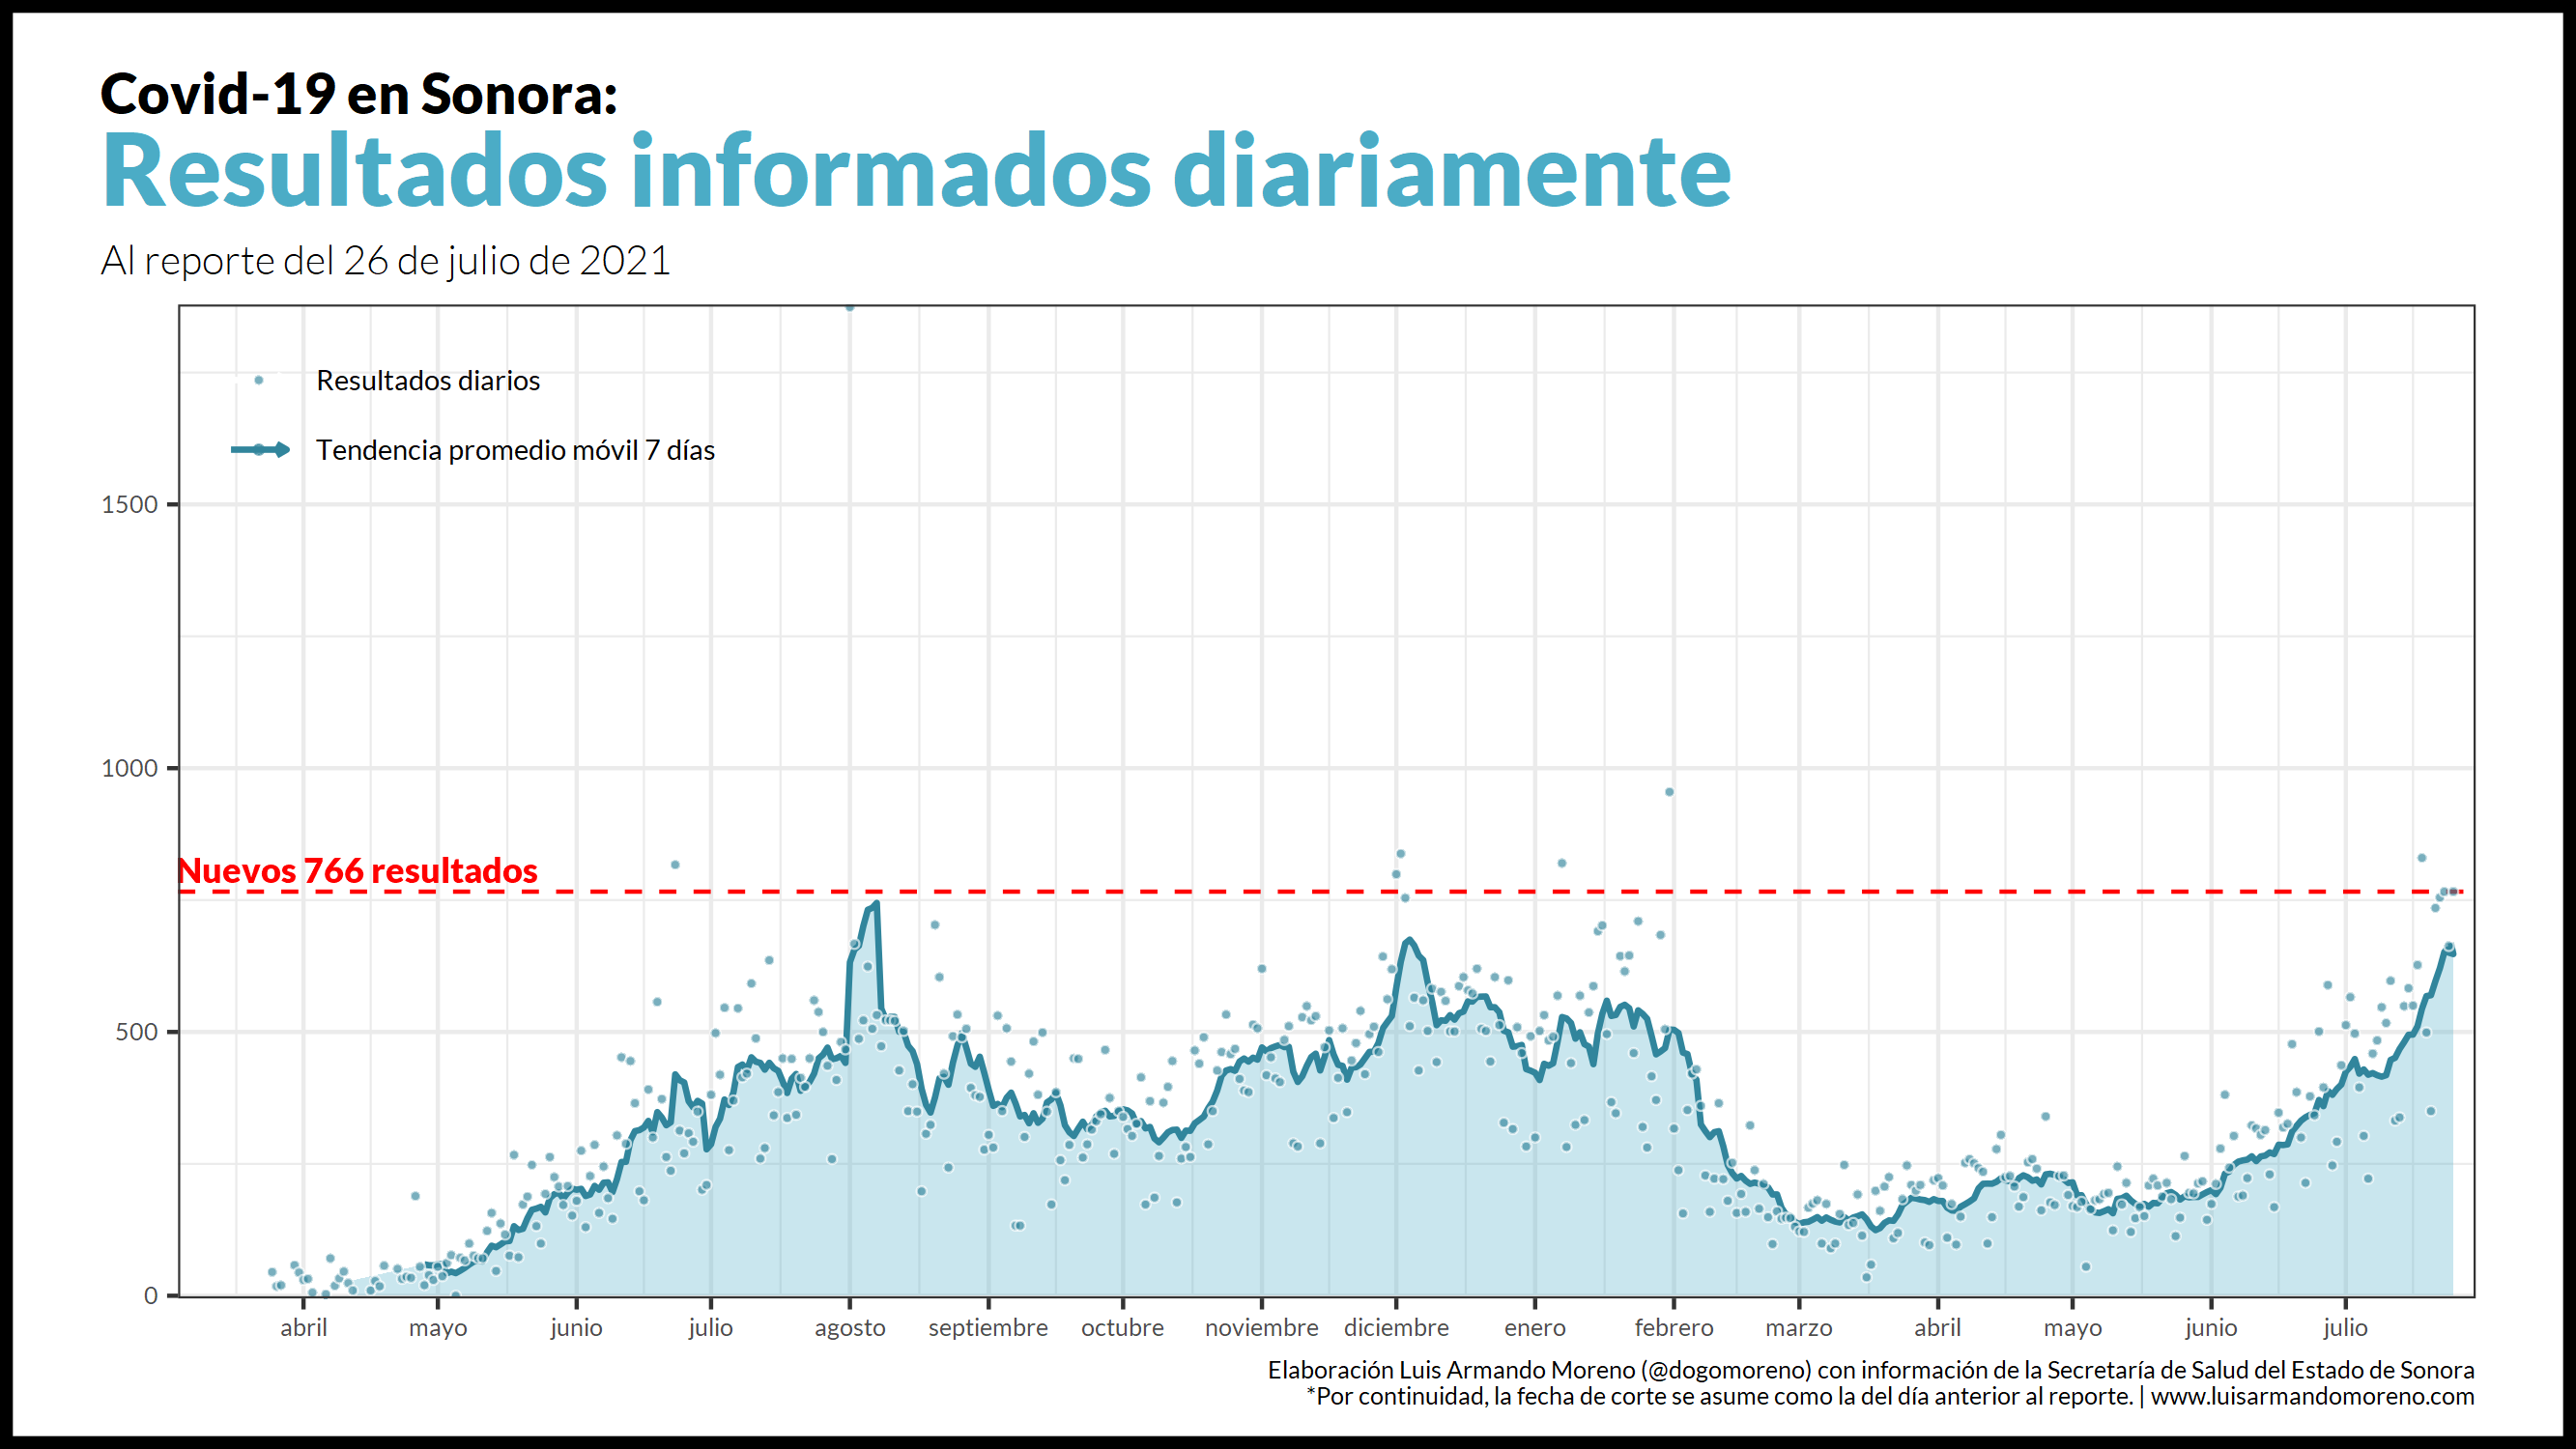 Covid-19 en Sonora:
Resultados informados diariamente
Al reporte del 26 de julio de 2021
Resultados diarios
Tendencia promedio móvil 7 días
1500
1000
Nuevos 766 resultados
500
0
abril mayo junio julio agosto septiembre octubre noviembre diciembre enero febrero marzo abril mayo junio julio
Elaboración Luis Armando Moreno (@dogomoreno) con información de la Secretaría de Salud del Estado de Sonora
*Por continuidad, la fecha de corte se asume como la del día anterior al reporte. | www.luisarmandomoreno.com